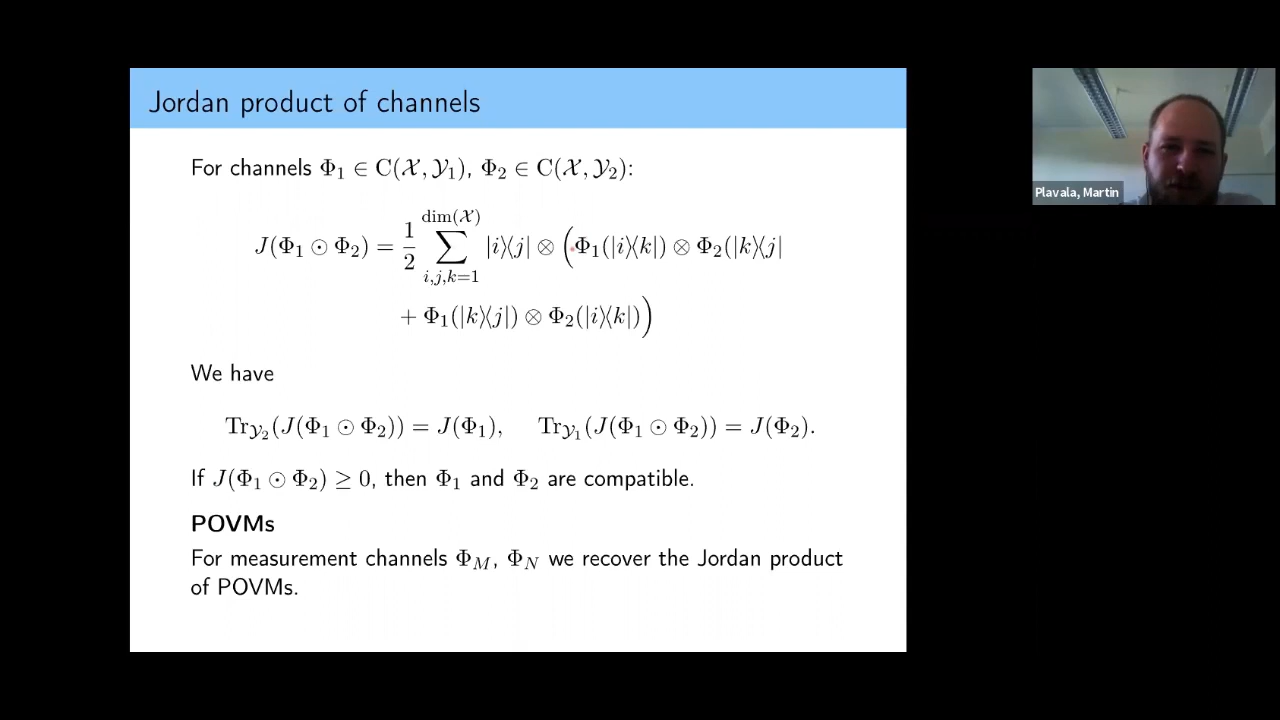 Jordan product of channels
For channels Φ₁ ∈ C(𝒳, 𝒴₁), Φ₂ ∈ C(𝒳, 𝒴₂):
J(Φ₁ ⊙ Φ₂) = 1/2 ∑_{i,j,k=1}^{dim(𝒳)} |i⟩⟨j| ⊗ (Φ₁(|i⟩⟨k|) ⊗ Φ₂(|k⟩⟨j|
+ Φ₁(|k⟩⟨j|) ⊗ Φ₂(|i⟩⟨k|))
We have
Tr_{𝒴₂}(J(Φ₁ ⊙ Φ₂)) = J(Φ₁), Tr_{𝒴₁}(J(Φ₁ ⊙ Φ₂)) = J(Φ₂).
If J(Φ₁ ⊙ Φ₂) ≥ 0, then Φ₁ and Φ₂ are compatible.
POVMs
For measurement channels Φ_M, Φ_N we recover the Jordan product
of POVMs.
Plavala, Martin